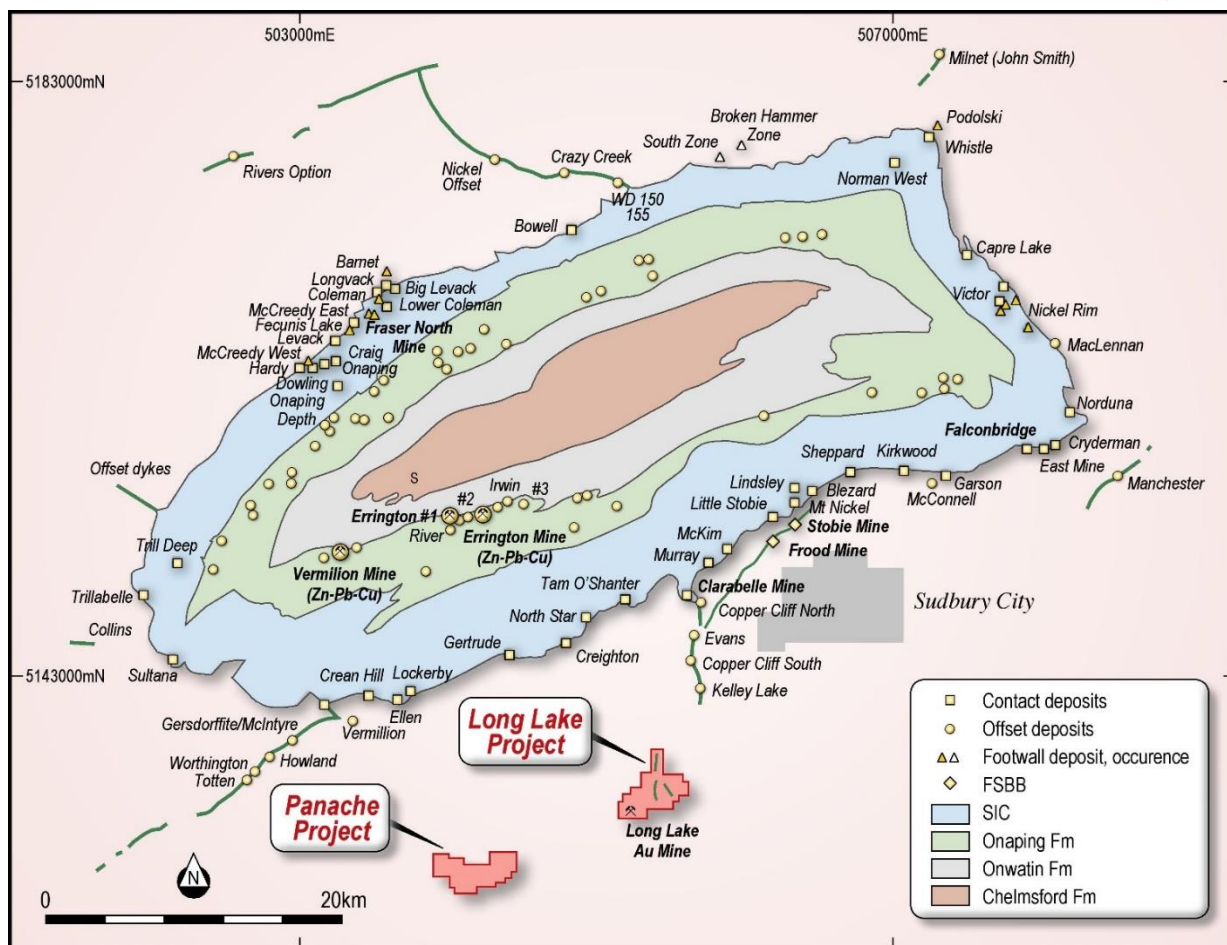 503000mE
507000mE
5183000mN
Milnet (John Smith)
Broken Hammer
Zone
South Zone
Podolski
Whistle
Rivers Option
Nickel
Offset
Crazy Creek
WD 150
155
Norman West
Bowell
Capre Lake
Barnet
Longvack
Coleman
Big Levack
Lower Coleman
McCreedy East
Fecunis Lake
Levack
Fraser North
Mine
Victor
Nickel Rim
MacLennan
McCreedy West
Hardy
Craig
Onaping
Dowling
Onaping
Depth
Norduna
Falconbridge
Cryderman
East Mine
Sheppard
Kirkwood
Garson
McConnell
Manchester
Offset dykes
S
Lindsley
Blezard
Little Stobie
Mt Nickel
Stobie Mine
Frood Mine
Irwin
#3
#2
Errington #1
River
Errington Mine
(Zn-Pb-Cu)
McKim
Murray
Trill Deep
Vermilion Mine
(Zn-Pb-Cu)
Trillabelle
Tam O'Shanter
Clarabelle Mine
Copper Cliff North
Sudbury City
North Star
Collins
Evans
Gertrude
Creighton
Copper Cliff South
Sultana
5143000mN
Crean Hill
Lockerby
Kelley Lake
Ellen
Gersdorffite/McIntyre
Vermillion
Howland
Worthington
Totten
Long Lake
Project
Panache
Project
Long Lake
Au Mine
N
0
20km
Contact deposits
Offset deposits
Footwall deposit, occurence
FSBB
SIC
Onaping Fm
Onwatin Fm
Chelmsford Fm